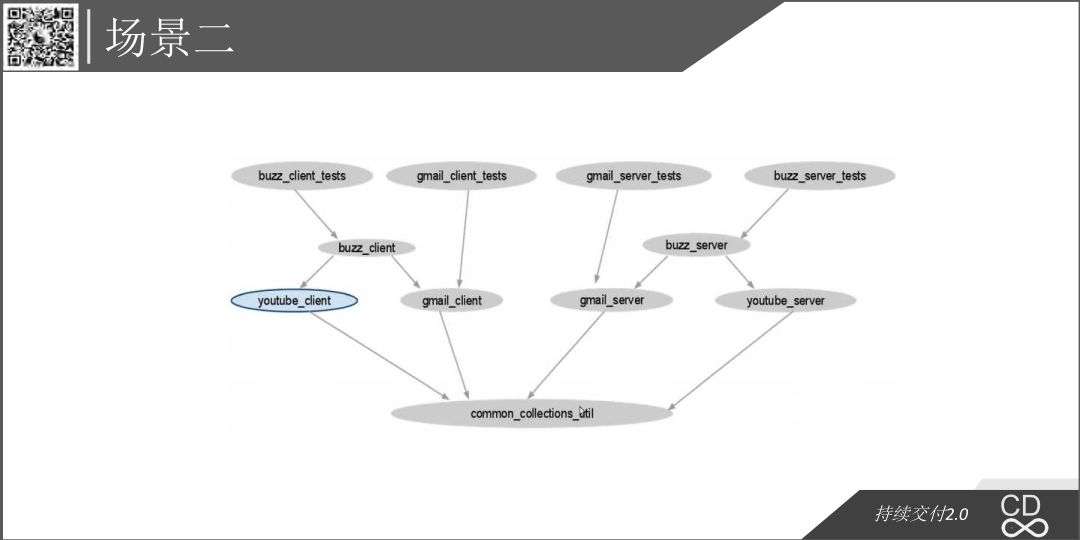 场景二
buzz_client_tests
gmail_client_tests
gmail_server_tests
buzz_server_tests
buzz_client
buzz_server
youtube_client
gmail_client
gmail_server
youtube_server
common_collections_util
持续交付2.0
CD